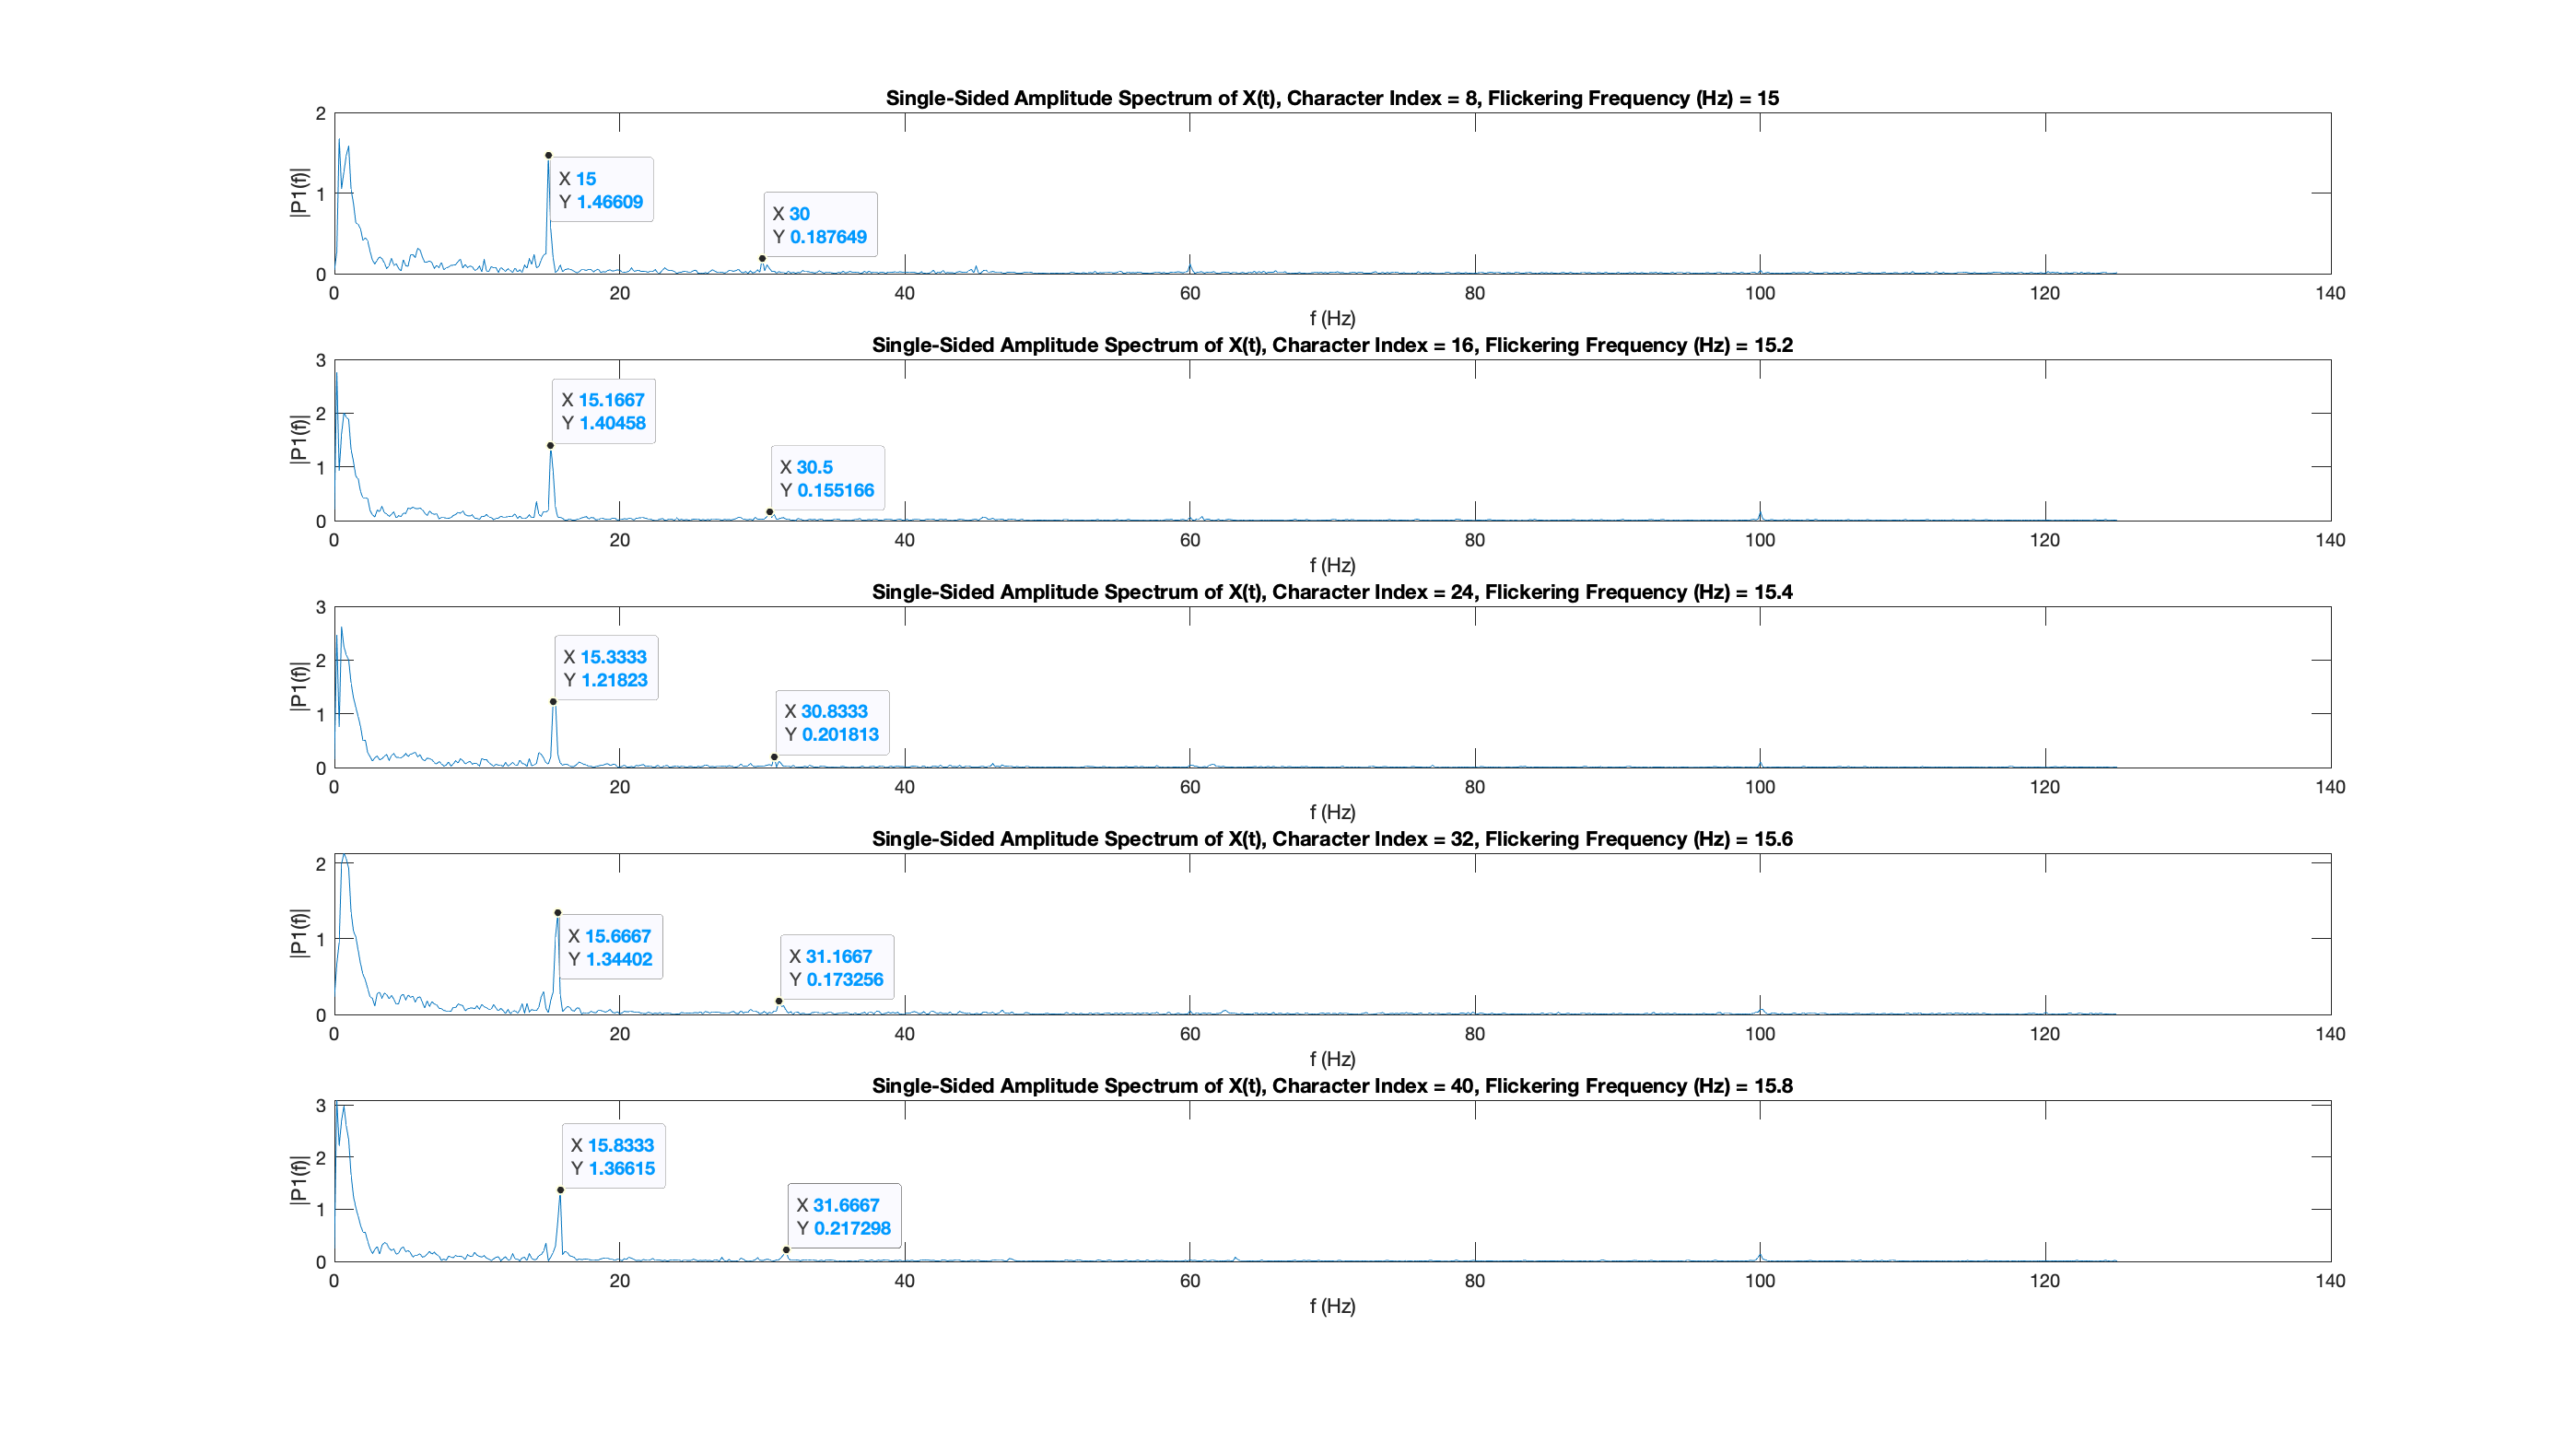 Single-Sided Amplitude Spectrum of X(t), Character Index = 8, Flickering Frequency (Hz) = 15
2
1
0
|P1(f)|
X 15
Y 1.46609
X 30
Y 0.187649
0 20 40 60 80 100 120 140
f (Hz)
Single-Sided Amplitude Spectrum of X(t), Character Index = 16, Flickering Frequency (Hz) = 15.2
3
2
1
0
|P1(f)|
X 15.1667
Y 1.40458
X 30.5
Y 0.155166
0 20 40 60 80 100 120 140
f (Hz)
Single-Sided Amplitude Spectrum of X(t), Character Index = 24, Flickering Frequency (Hz) = 15.4
3
2
1
0
|P1(f)|
X 15.3333
Y 1.21823
X 30.8333
Y 0.201813
0 20 40 60 80 100 120 140
f (Hz)
Single-Sided Amplitude Spectrum of X(t), Character Index = 32, Flickering Frequency (Hz) = 15.6
2
1
0
|P1(f)|
X 15.6667
Y 1.34402
X 31.1667
Y 0.173256
0 20 40 60 80 100 120 140
f (Hz)
Single-Sided Amplitude Spectrum of X(t), Character Index = 40, Flickering Frequency (Hz) = 15.8
3
2
1
0
|P1(f)|
X 15.8333
Y 1.36615
X 31.6667
Y 0.217298
0 20 40 60 80 100 120 140
f (Hz)